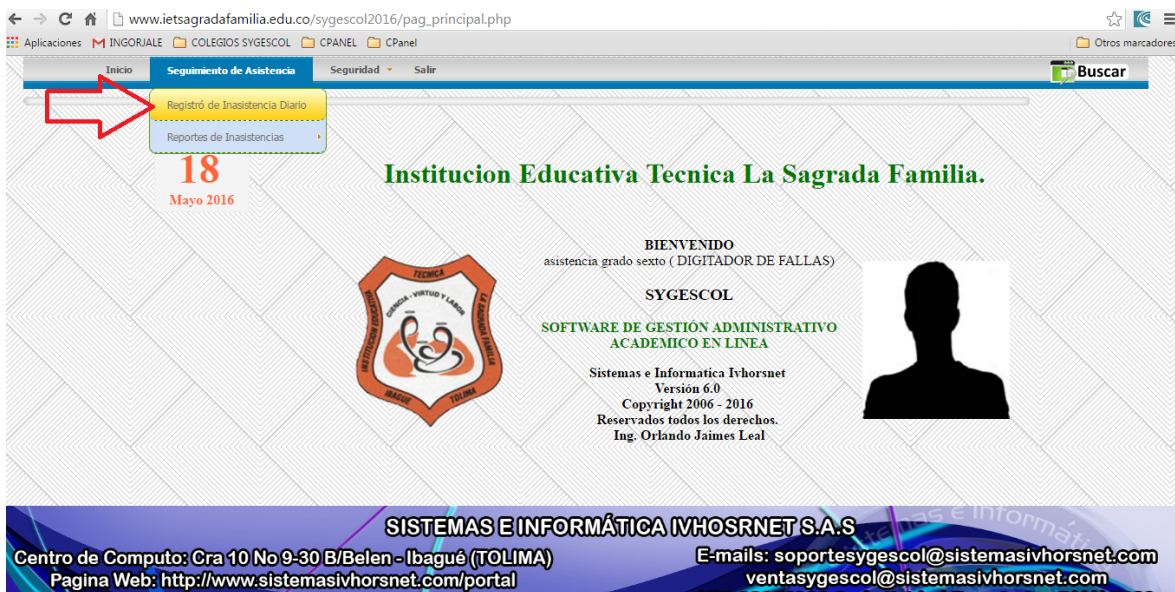 www.ietsagradafamilia.edu.co/sygescol2016/pag_principal.php
Aplicaciones INGORJALE COLEGIOS SYGESCOL CPANEL CPanel Otros marcadores
Inicio Seguimiento de Asistencia Seguridad Salir Buscar
Registró de Inasistencia Diario
Reportes de Inasistencias
18
Mayo 2016
Institucion Educativa Tecnica La Sagrada Familia.
BIENVENIDO
asistencia grado sexto ( DIGITADOR DE FALLAS)
SYGESCOL
SOFTWARE DE GESTIÓN ADMINISTRATIVO
ACADEMICO EN LINEA
Sistemas e Informatica Ivhorsnet
Versión 6.0
Copyright 2006 - 2016
Reservados todos los derechos.
Ing. Orlando Jaimes Leal
TECNICA
CIENCIA - VIRTUD Y LABOR
INSTITUCION EDUCATIVA
LA SAGRADA FAMILIA
IBAGUE TOLIMA
SISTEMAS E INFORMÁTICA IVHOSRNET S.A.S
Centro de Computo: Cra 10 No 9-30 B/Belen - Ibagué (TOLIMA)
Pagina Web: http://www.sistemasivhorsnet.com/portal
E-mails: soportesygescol@sistemasivhorsnet.com
ventasygescol@sistemasivhorsnet.com